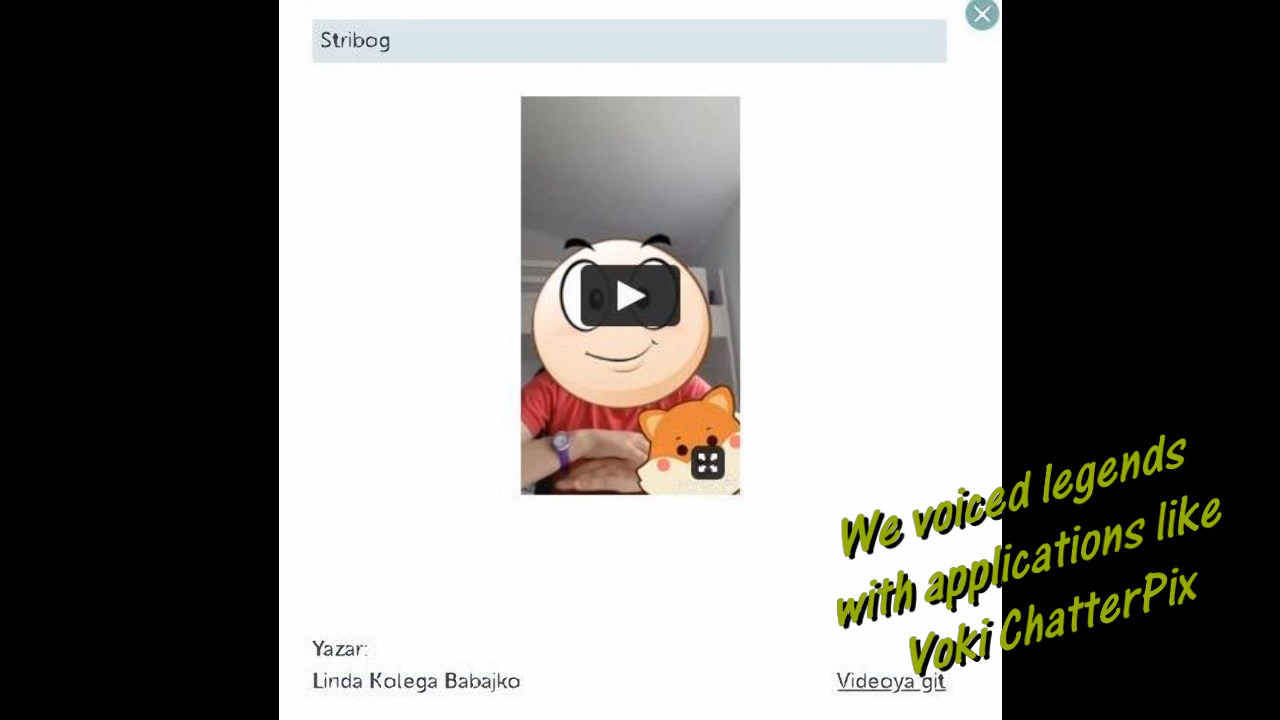 Stribog
We voiced legends
with applications like
Voki ChatterPix
Yazar:
Linda Kolega Babajko
Videoya git